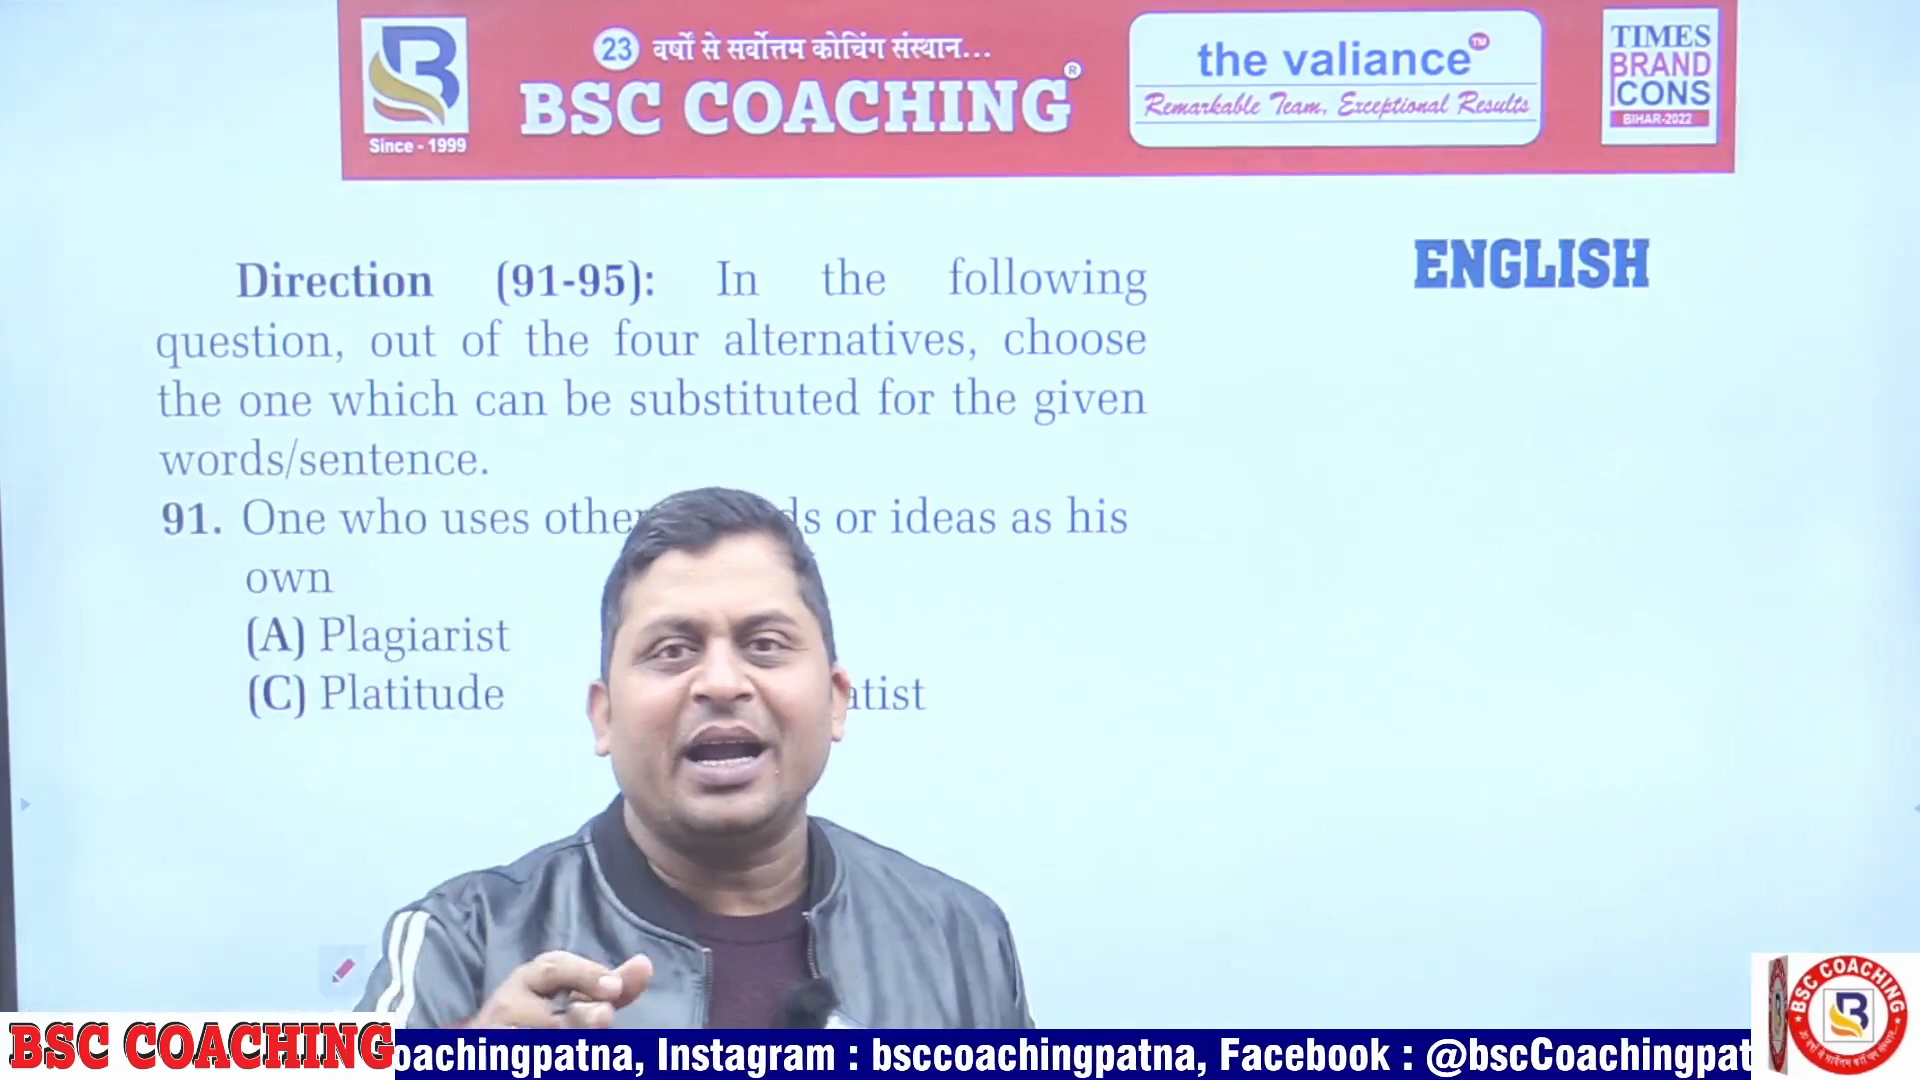 23 वर्षों से सर्वोत्तम कोचिंग संस्थान...
BSC COACHING®
Since - 1999
the valiance™
Remarkable Team, Exceptional Results
TIMES
BRAND
ICONS
BIHAR-2022
ENGLISH
Direction (91-95): In the following
question, out of the four alternatives, choose
the one which can be substituted for the given
words/sentence.
91. One who uses or ideas as his
own
(A) Plagiarist
(C) Platitude
BSC COACHING
oachingpatna, Instagram : bsccoachingpatna, Facebook : @bscCoachingpat
BSC COACHING